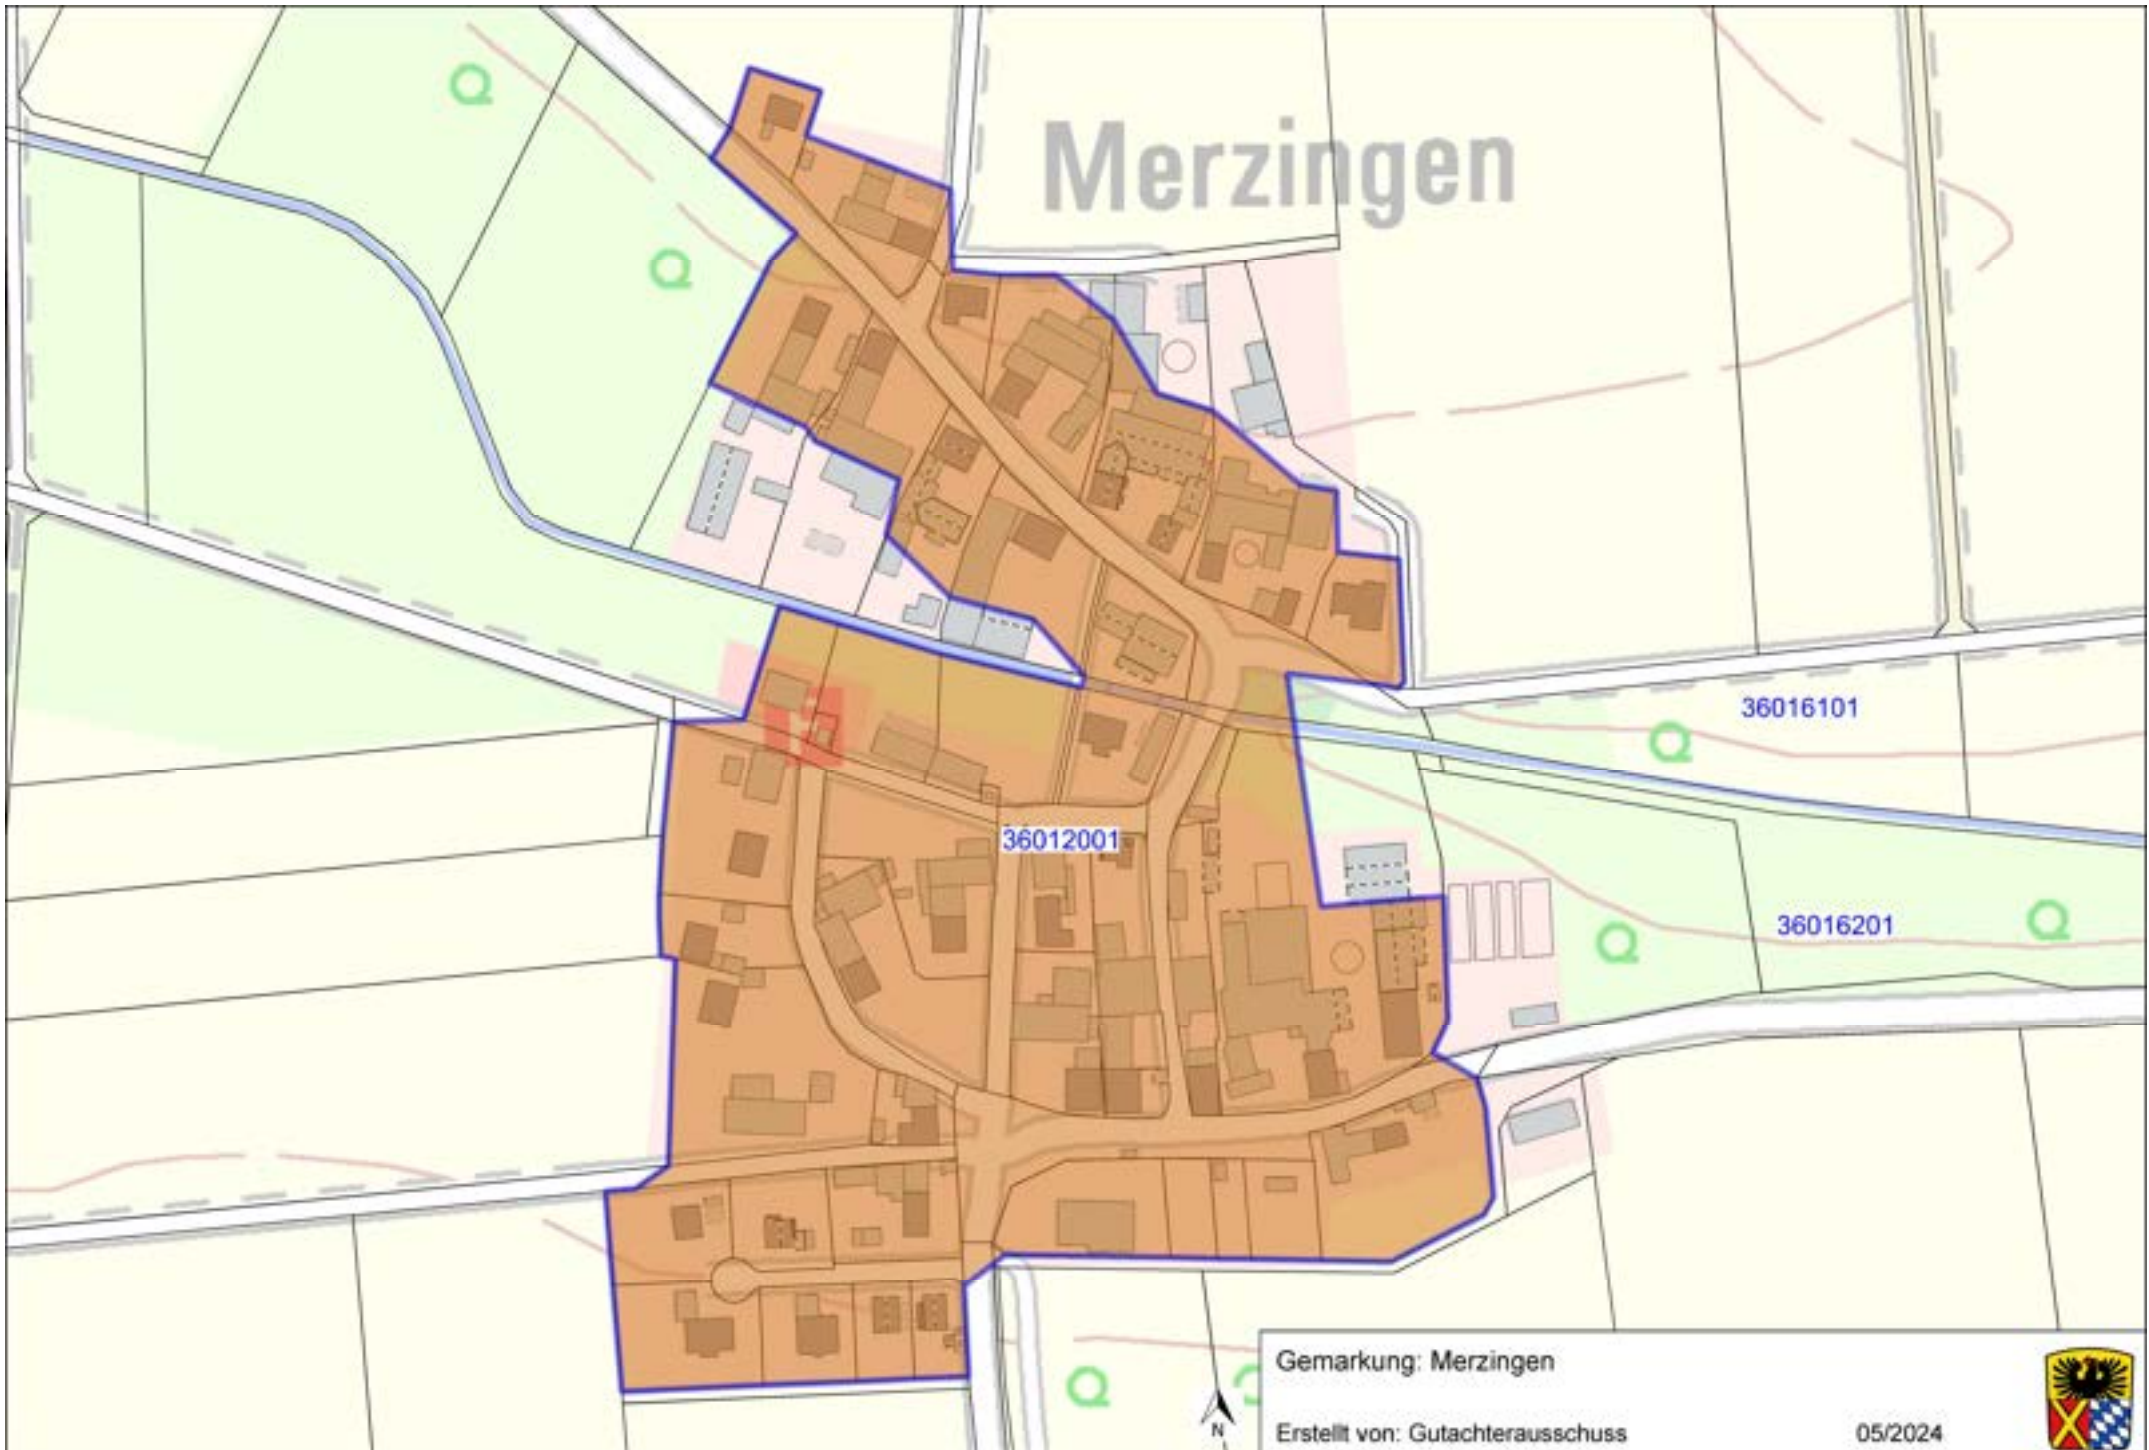 Merzingen
36016101
36012001
36016201
Gemarkung: Merzingen
N
Erstellt von: Gutachterausschuss 05/2024